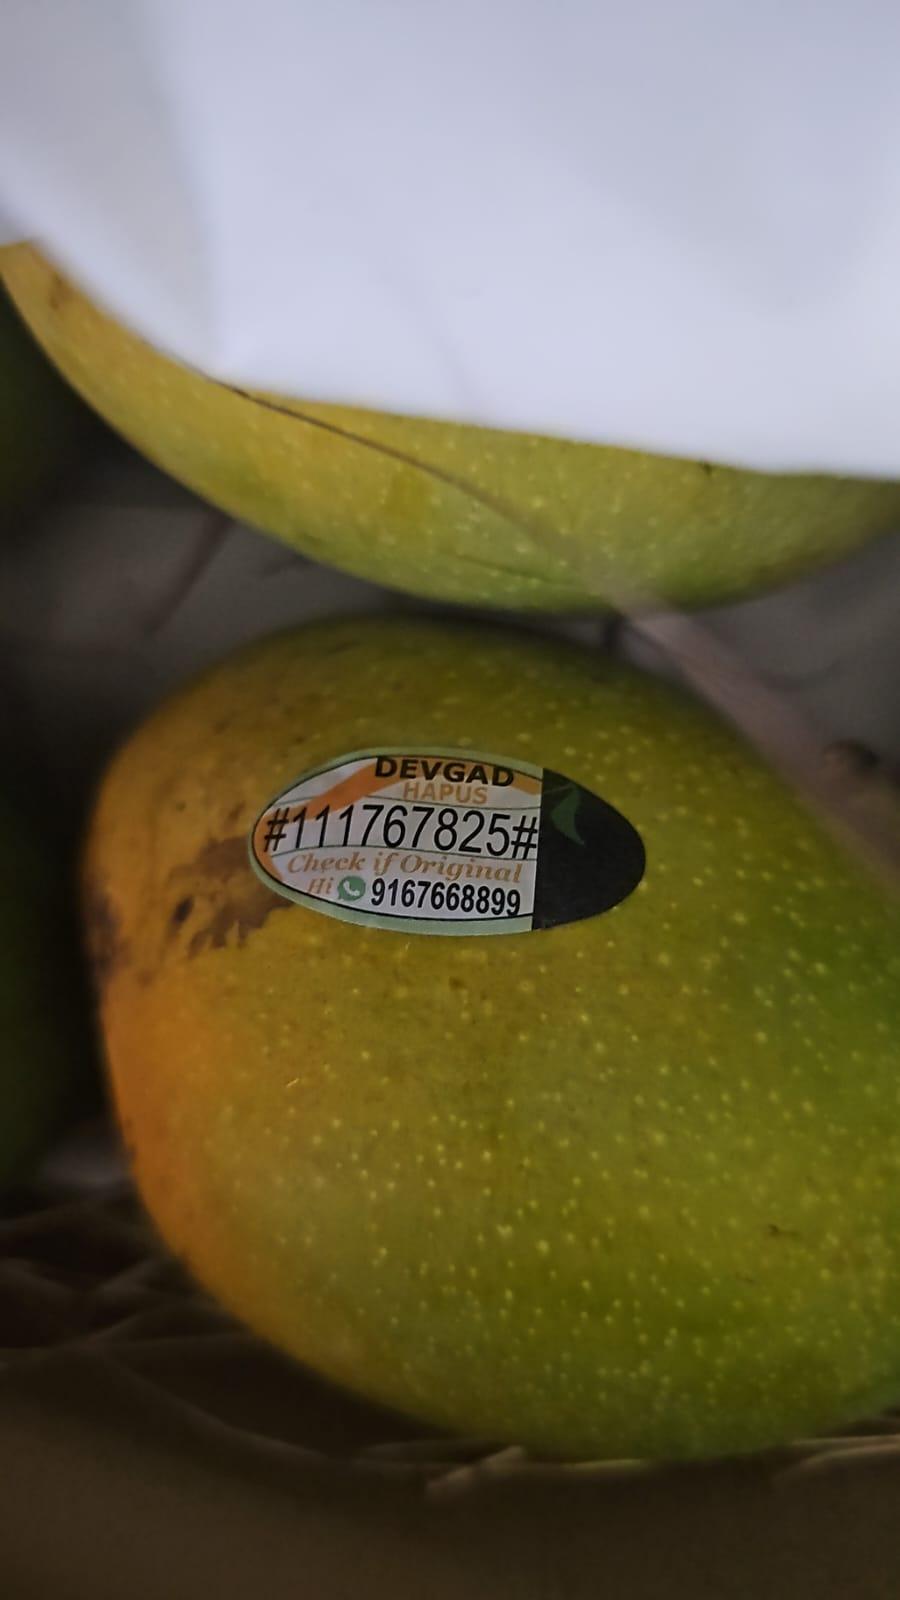 DEVGAD
HAPUS
#111767825#
Check if Original
Hi 9167668899